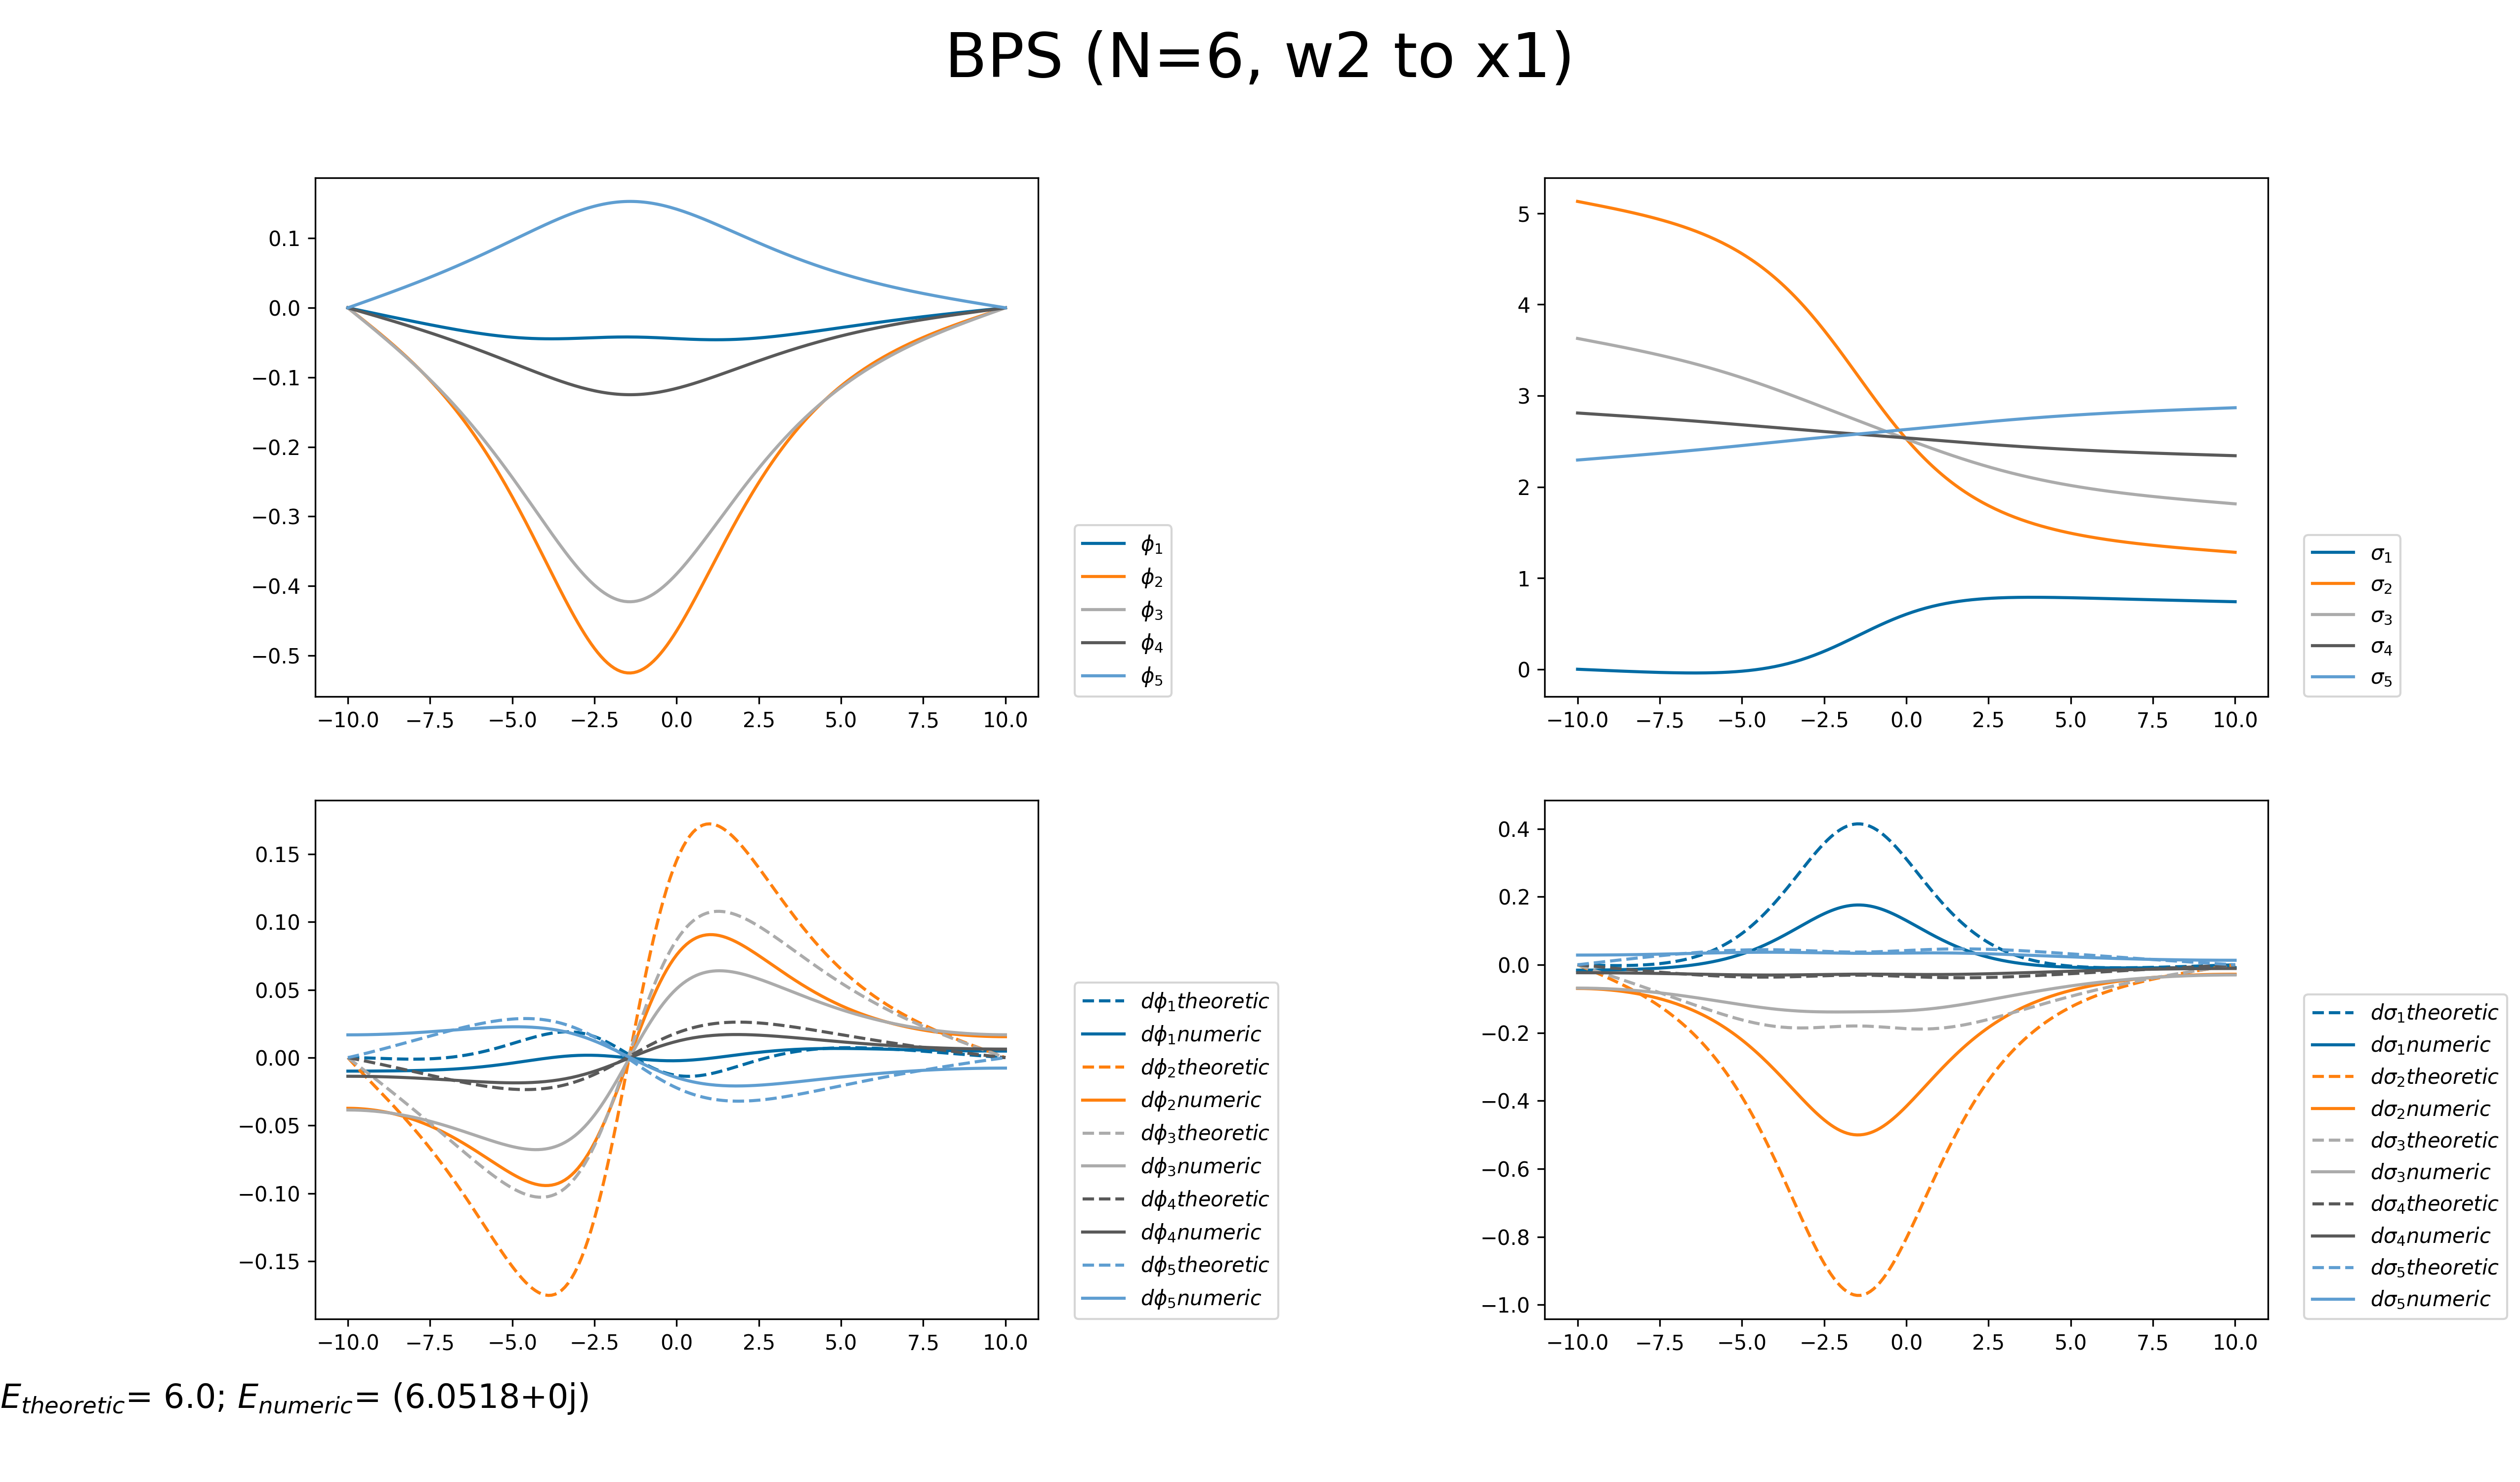 BPS (N=6, w2 to x1)
0.1
0.0
−0.1
−0.2
−0.3
−0.4
−0.5
−10.0 −7.5 −5.0 −2.5 0.0 2.5 5.0 7.5 10.0
ϕ₁
ϕ₂
ϕ₃
ϕ₄
ϕ₅
5
4
3
2
1
0
−10.0 −7.5 −5.0 −2.5 0.0 2.5 5.0 7.5 10.0
σ₁
σ₂
σ₃
σ₄
σ₅
0.15
0.10
0.05
0.00
−0.05
−0.10
−0.15
−10.0 −7.5 −5.0 −2.5 0.0 2.5 5.0 7.5 10.0
dϕ₁theoretic
dϕ₁numeric
dϕ₂theoretic
dϕ₂numeric
dϕ₃theoretic
dϕ₃numeric
dϕ₄theoretic
dϕ₄numeric
dϕ₅theoretic
dϕ₅numeric
0.4
0.2
0.0
−0.2
−0.4
−0.6
−0.8
−1.0
−10.0 −7.5 −5.0 −2.5 0.0 2.5 5.0 7.5 10.0
dσ₁theoretic
dσ₁numeric
dσ₂theoretic
dσ₂numeric
dσ₃theoretic
dσ₃numeric
dσ₄theoretic
dσ₄numeric
dσ₅theoretic
dσ₅numeric
E_theoretic= 6.0; E_numeric= (6.0518+0j)